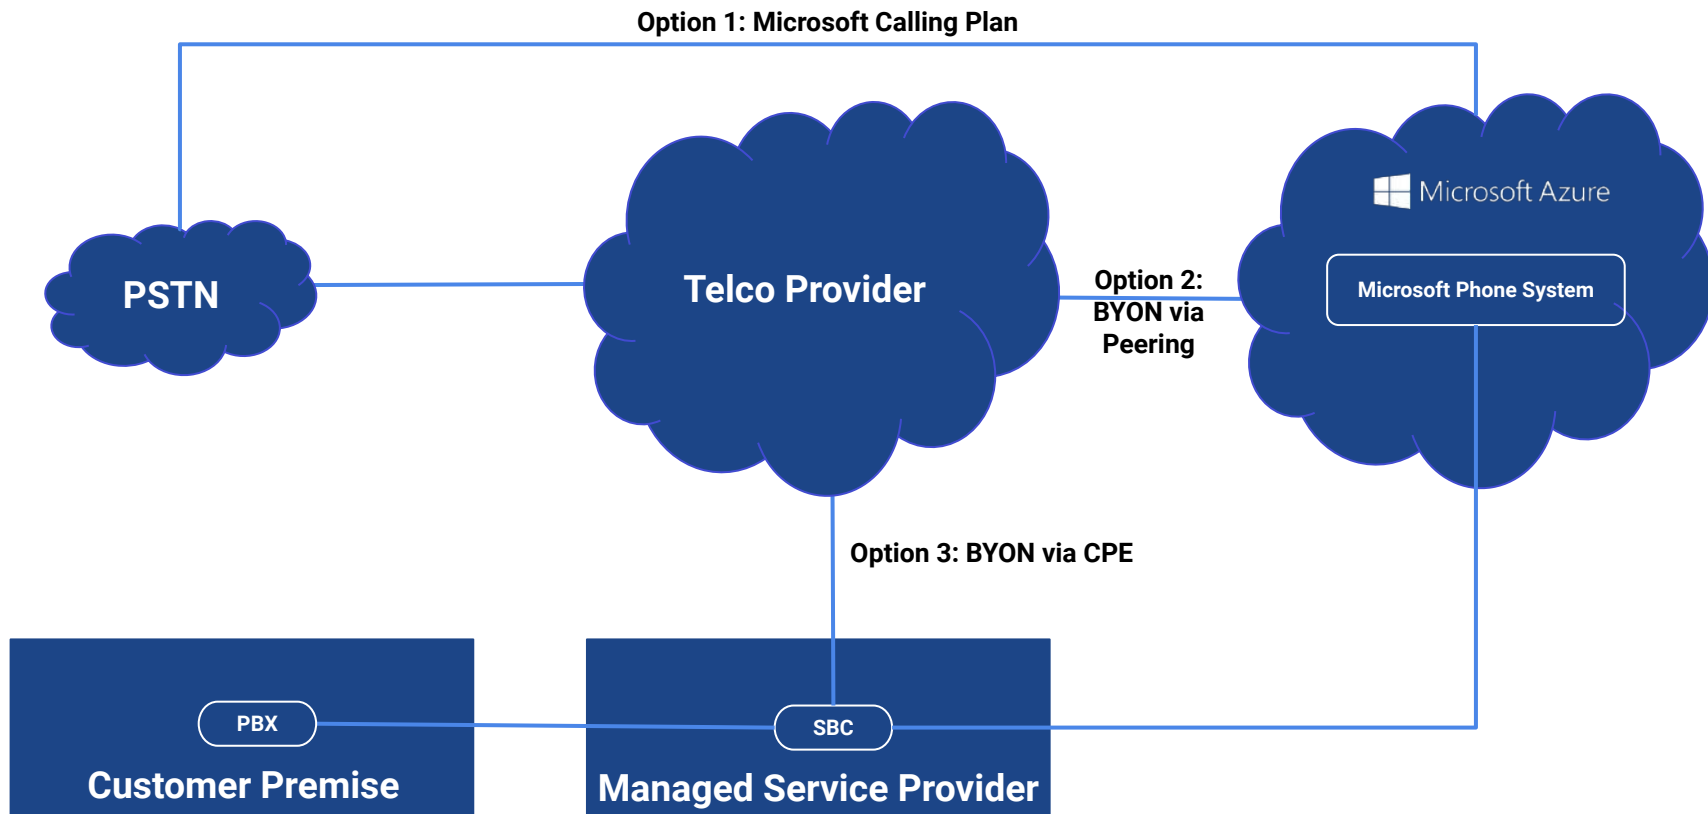 Option 1: Microsoft Calling Plan
Microsoft Azure
PSTN
Telco Provider
Option 2:
BYON via
Peering
Microsoft Phone System
Option 3: BYON via CPE
PBX
SBC
Customer Premise
Managed Service Provider